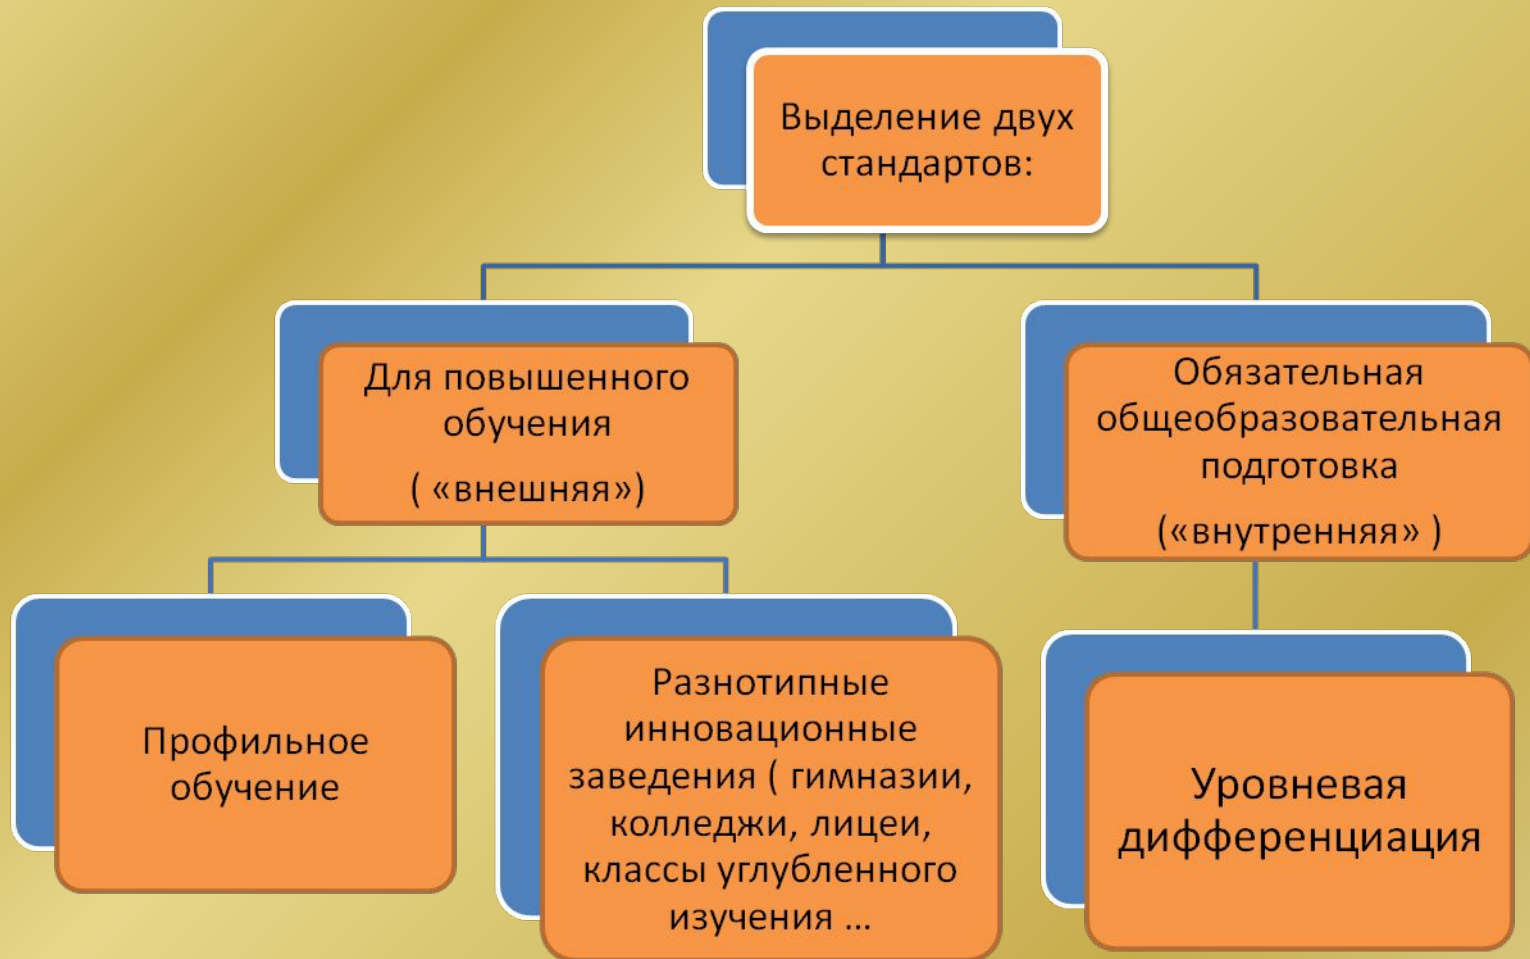 Выделение двух
стандартов:
Для повышенного
обучения
( «внешняя»)
Обязательная
общеобразовательная
подготовка
(«внутренняя» )
Профильное
обучение
Разнотипные
инновационные
заведения ( гимназии,
колледжи, лицеи,
классы углубленного
изучения ...
Уровневая
дифференциация